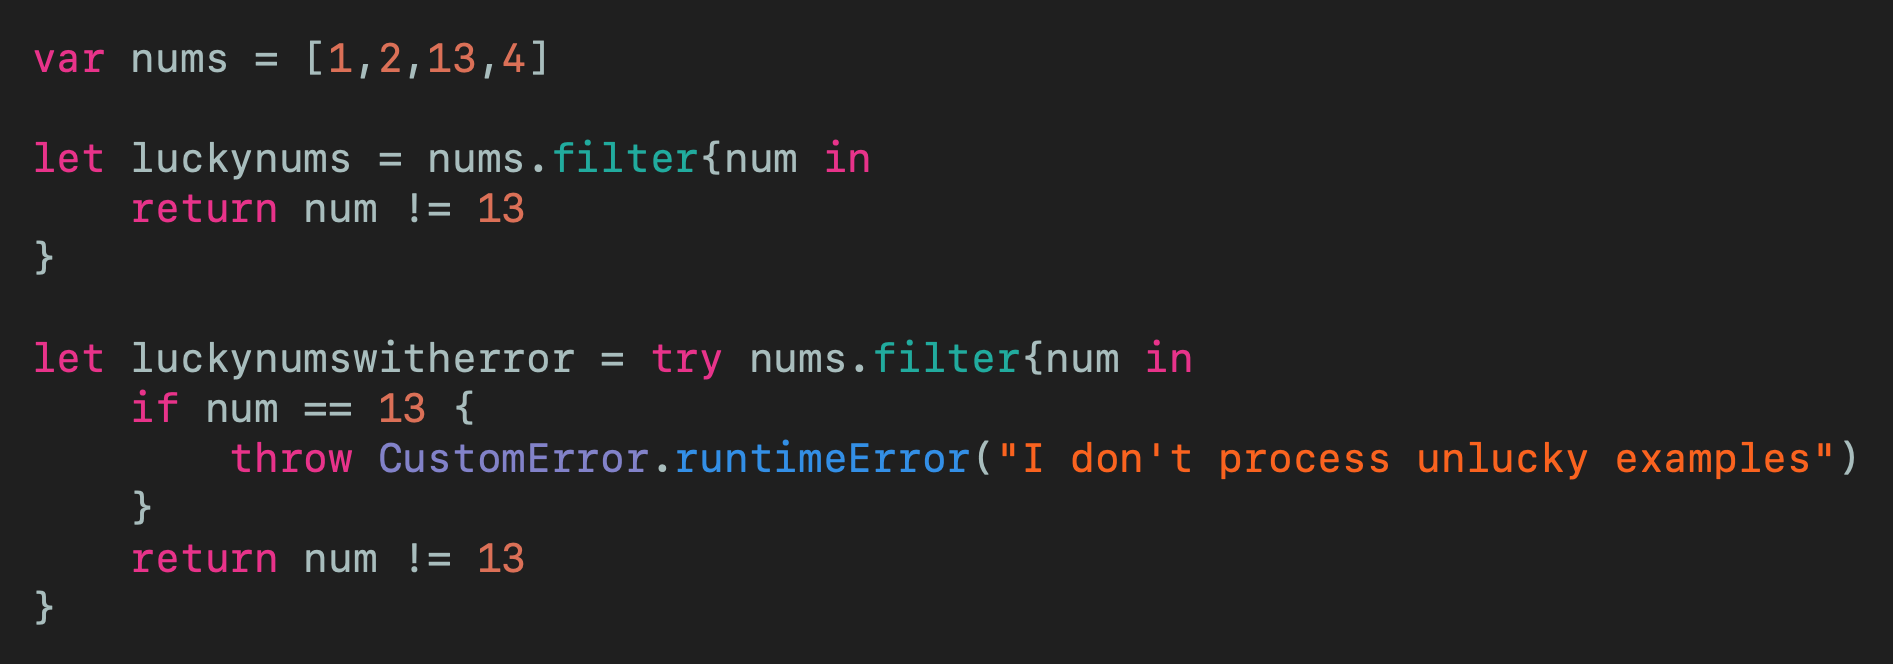 var nums = [1,2,13,4]
let luckynums = nums.filter{num in
    return num != 13
}
let luckynumswitherror = try nums.filter{num in
    if num == 13 {
        throw CustomError.runtimeError("I don't process unlucky examples")
    }
    return num != 13
}